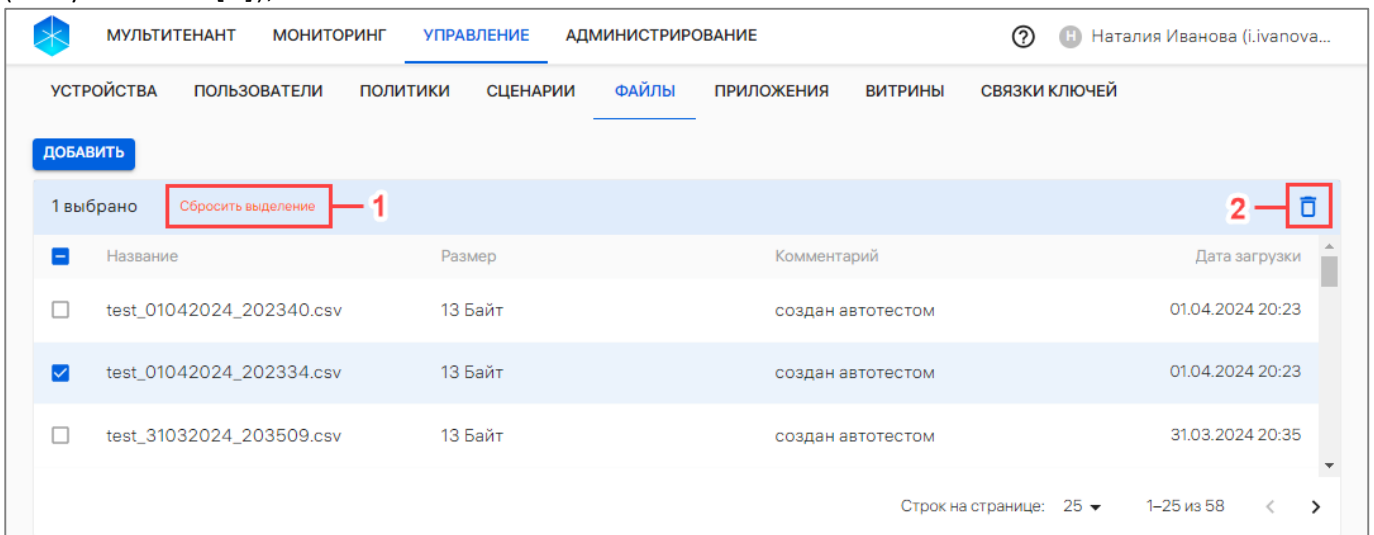 МУЛЬТИТЕНАНТ МОНИТОРИНГ УПРАВЛЕНИЕ АДМИНИСТРИРОВАНИЕ ? Н Наталия Иванова (i.ivanova...
УСТРОЙСТВА ПОЛЬЗОВАТЕЛИ ПОЛИТИКИ СЦЕНАРИИ ФАЙЛЫ ПРИЛОЖЕНИЯ ВИТРИНЫ СВЯЗКИ КЛЮЧЕЙ
ДОБАВИТЬ
1 выбрано Сбросить выделение 1 2
Название Размер Комментарий Дата загрузки
test_01042024_202340.csv 13 Байт создан автотестом 01.04.2024 20:23
test_01042024_202334.csv 13 Байт создан автотестом 01.04.2024 20:23
test_31032024_203509.csv 13 Байт создан автотестом 31.03.2024 20:35
Строк на странице: 25 1–25 из 58